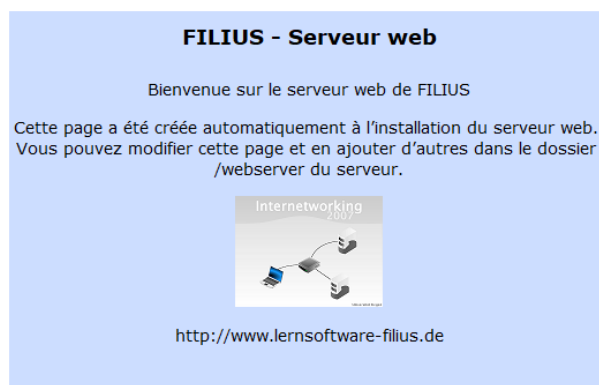 FILIUS - Serveur web
Bienvenue sur le serveur web de FILIUS
Cette page a été créée automatiquement à l'installation du serveur web.
Vous pouvez modifier cette page et en ajouter d'autres dans le dossier
/webserver du serveur.
Internetworking
2007
http://www.lernsoftware-filius.de